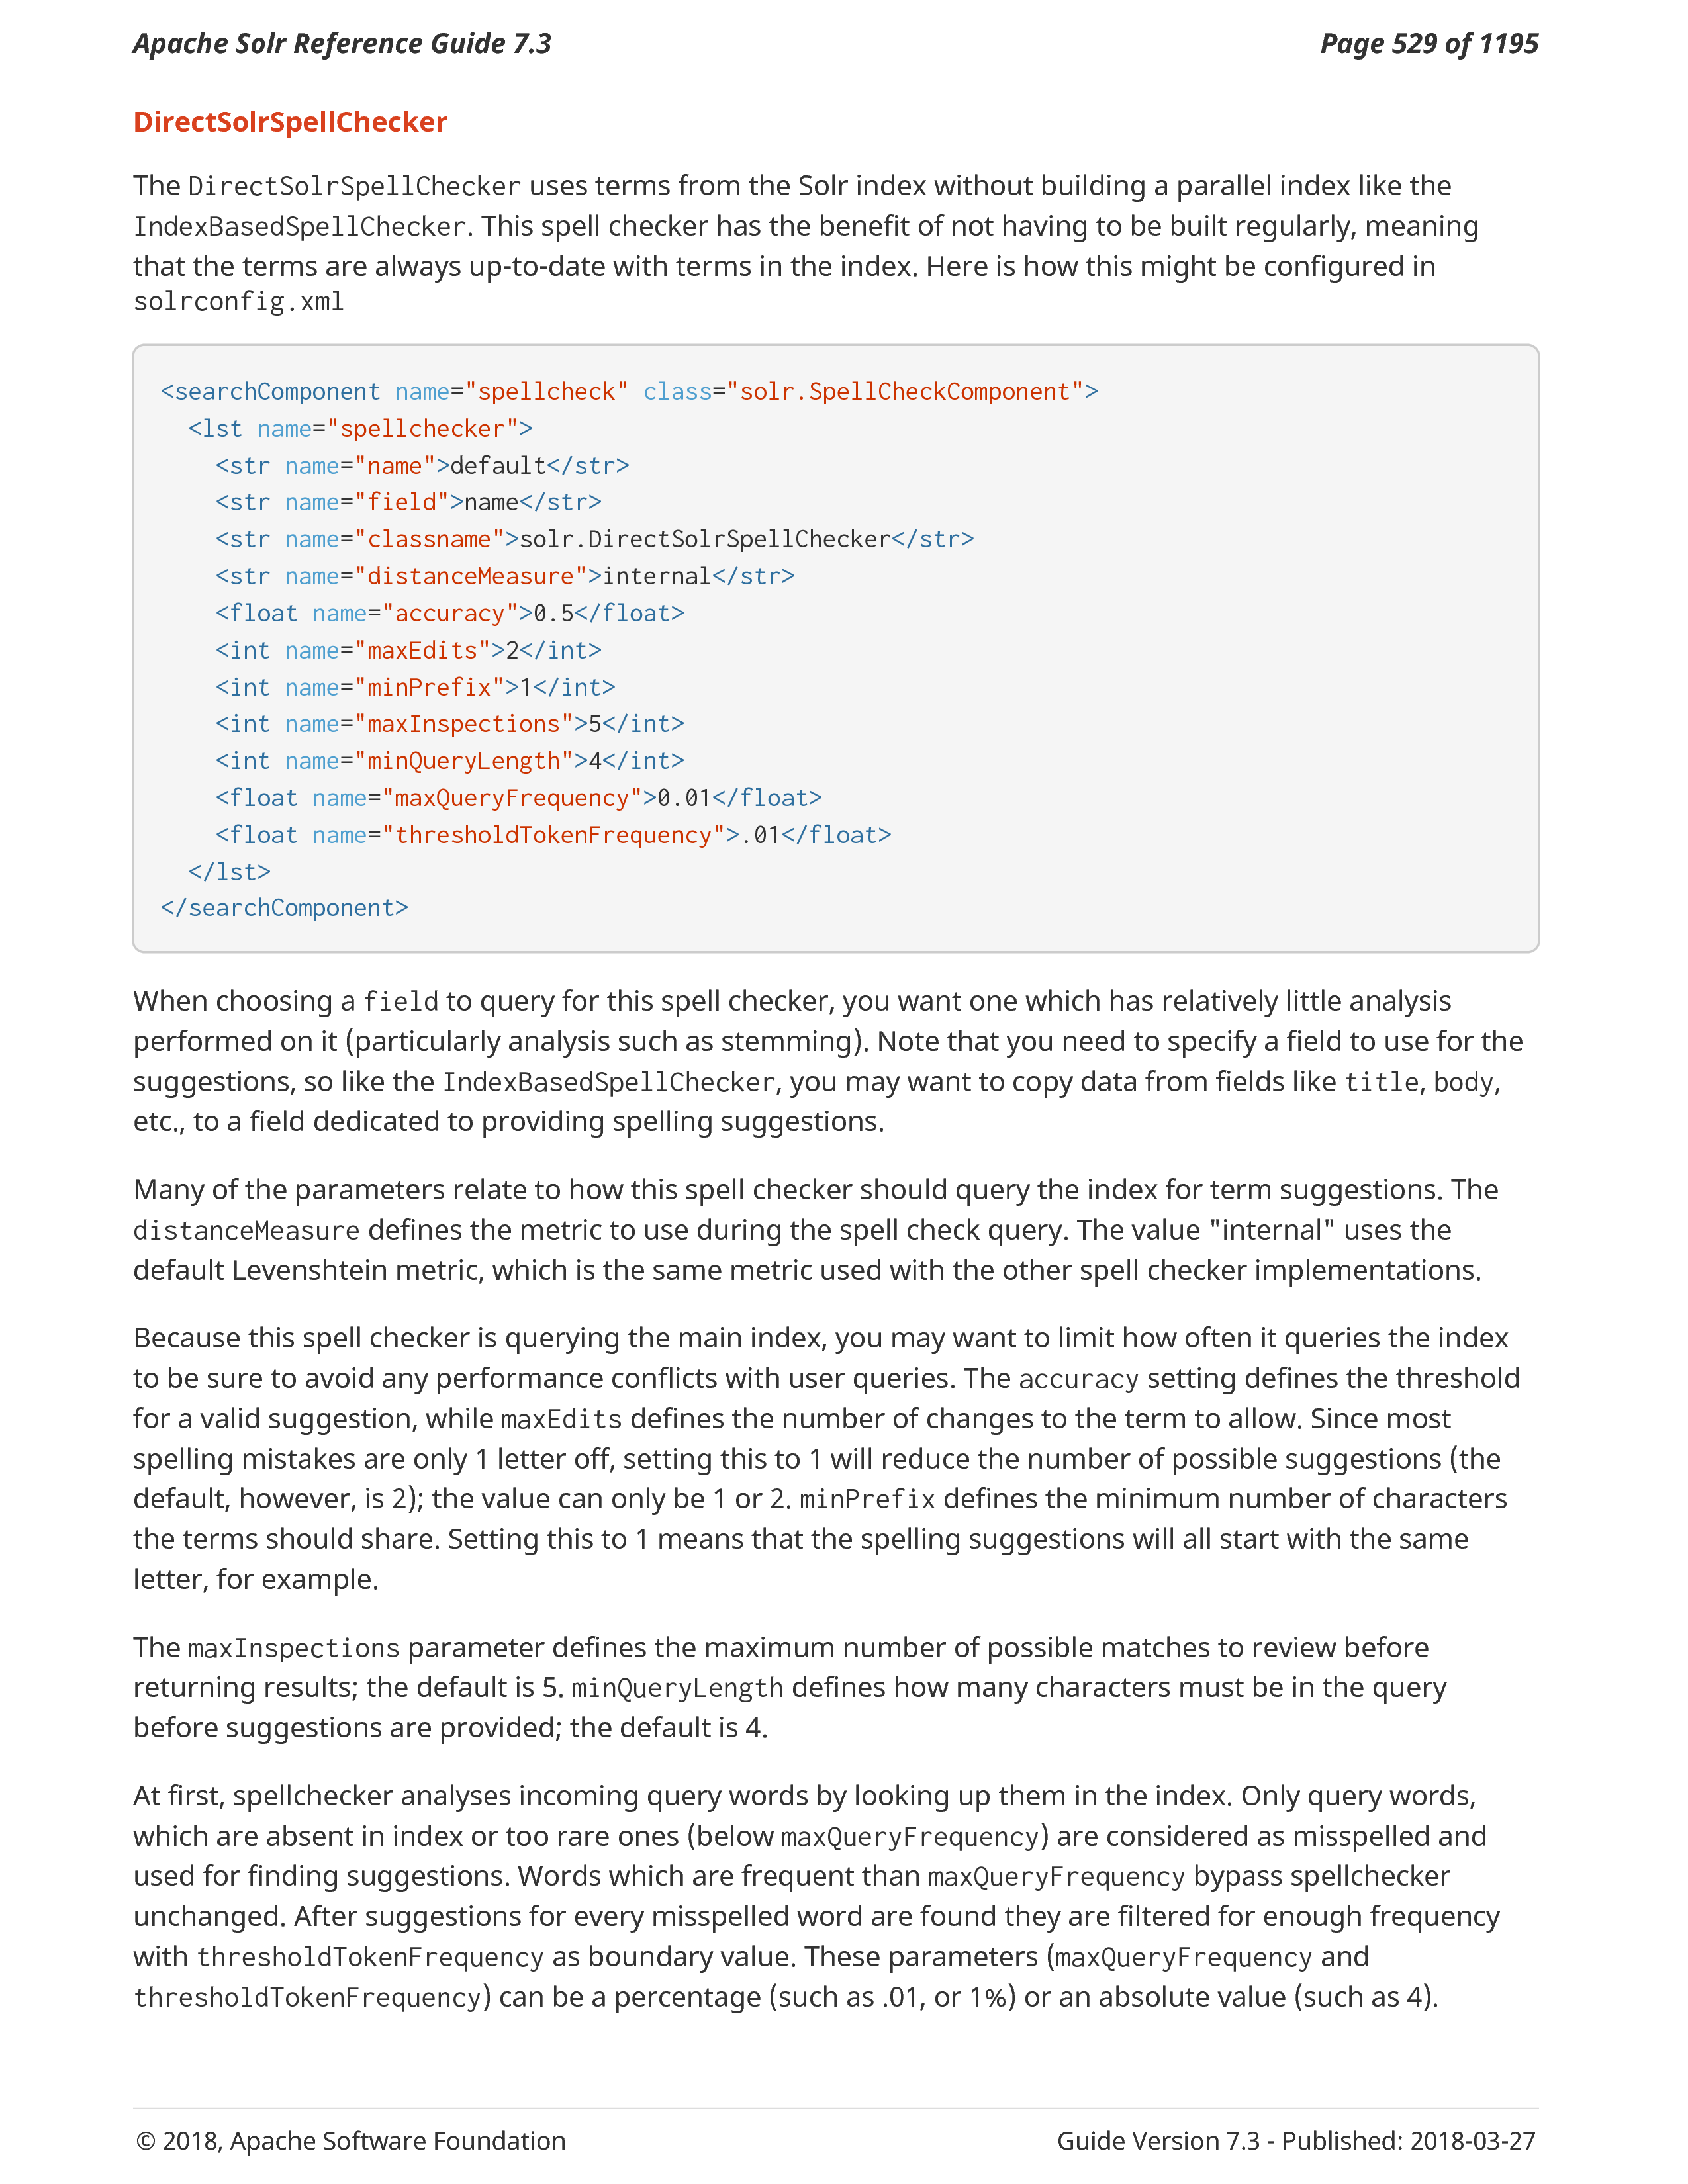 Apache Solr Reference Guide 7.3 Page 529 of 1195
DirectSolrSpellChecker
The DirectSolrSpellChecker uses terms from the Solr index without building a parallel index like the
IndexBasedSpellChecker. This spell checker has the benefit of not having to be built regularly, meaning
that the terms are always up-to-date with terms in the index. Here is how this might be configured in
solrconfig.xml
<searchComponent name="spellcheck" class="solr.SpellCheckComponent">
  <lst name="spellchecker">
    <str name="name">default</str>
    <str name="field">name</str>
    <str name="classname">solr.DirectSolrSpellChecker</str>
    <str name="distanceMeasure">internal</str>
    <float name="accuracy">0.5</float>
    <int name="maxEdits">2</int>
    <int name="minPrefix">1</int>
    <int name="maxInspections">5</int>
    <int name="minQueryLength">4</int>
    <float name="maxQueryFrequency">0.01</float>
    <float name="thresholdTokenFrequency">.01</float>
  </lst>
</searchComponent>
When choosing a field to query for this spell checker, you want one which has relatively little analysis
performed on it (particularly analysis such as stemming). Note that you need to specify a field to use for the
suggestions, so like the IndexBasedSpellChecker, you may want to copy data from fields like title, body,
etc., to a field dedicated to providing spelling suggestions.
Many of the parameters relate to how this spell checker should query the index for term suggestions. The
distanceMeasure defines the metric to use during the spell check query. The value "internal" uses the
default Levenshtein metric, which is the same metric used with the other spell checker implementations.
Because this spell checker is querying the main index, you may want to limit how often it queries the index
to be sure to avoid any performance conflicts with user queries. The accuracy setting defines the threshold
for a valid suggestion, while maxEdits defines the number of changes to the term to allow. Since most
spelling mistakes are only 1 letter off, setting this to 1 will reduce the number of possible suggestions (the
default, however, is 2); the value can only be 1 or 2. minPrefix defines the minimum number of characters
the terms should share. Setting this to 1 means that the spelling suggestions will all start with the same
letter, for example.
The maxInspections parameter defines the maximum number of possible matches to review before
returning results; the default is 5. minQueryLength defines how many characters must be in the query
before suggestions are provided; the default is 4.
At first, spellchecker analyses incoming query words by looking up them in the index. Only query words,
which are absent in index or too rare ones (below maxQueryFrequency) are considered as misspelled and
used for finding suggestions. Words which are frequent than maxQueryFrequency bypass spellchecker
unchanged. After suggestions for every misspelled word are found they are filtered for enough frequency
with thresholdTokenFrequency as boundary value. These parameters (maxQueryFrequency and
thresholdTokenFrequency) can be a percentage (such as .01, or 1%) or an absolute value (such as 4).
© 2018, Apache Software Foundation Guide Version 7.3 - Published: 2018-03-27